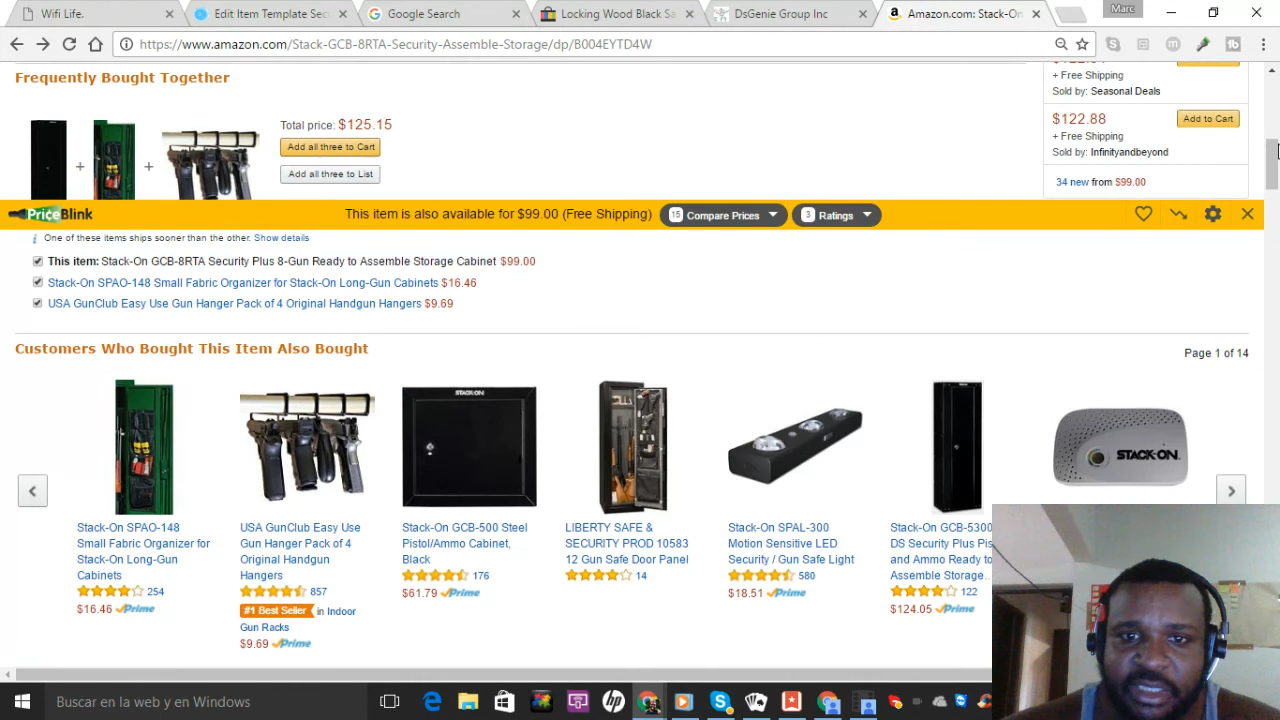 Wifi Life.
Edit Item Template Sec
Google Search
Locking Wood Black Sa
DsGenie Group Inc
Amazon.com: Stack-On
Marc
https://www.amazon.com/Stack-GCB-8RTA-Security-Assemble-Storage/dp/B004EYTD4W
Frequently Bought Together
+ Free Shipping
Sold by: Seasonal Deals
$122.88
Add to Cart
+ Free Shipping
Sold by: Infinityandbeyond
34 new from $99.00
Total price: $125.15
Add all three to Cart
Add all three to List
PriceBlink
This item is also available for $99.00 (Free Shipping)
15 Compare Prices
3 Ratings
One of these items ships sooner than the other. Show details
This item: Stack-On GCB-8RTA Security Plus 8-Gun Ready to Assemble Storage Cabinet $99.00
Stack-On SPAO-148 Small Fabric Organizer for Stack-On Long-Gun Cabinets $16.46
USA GunClub Easy Use Gun Hanger Pack of 4 Original Handgun Hangers $9.69
Customers Who Bought This Item Also Bought
Page 1 of 14
STACK-ON
STACK-ON
Stack-On SPAO-148
Small Fabric Organizer for
Stack-On Long-Gun
Cabinets
254
$16.46 Prime
USA GunClub Easy Use
Gun Hanger Pack of 4
Original Handgun
Hangers
857
#1 Best Seller in Indoor
Gun Racks
$9.69 Prime
Stack-On GCB-500 Steel
Pistol/Ammo Cabinet,
Black
176
$61.79 Prime
LIBERTY SAFE &
SECURITY PROD 10583
12 Gun Safe Door Panel
14
Stack-On SPAL-300
Motion Sensitive LED
Security / Gun Safe Light
580
$18.51 Prime
Stack-On GCB-5300
DS Security Plus Pis
and Ammo Ready to
Assemble Storage...
122
$124.05 Prime
Buscar en la web y en Windows